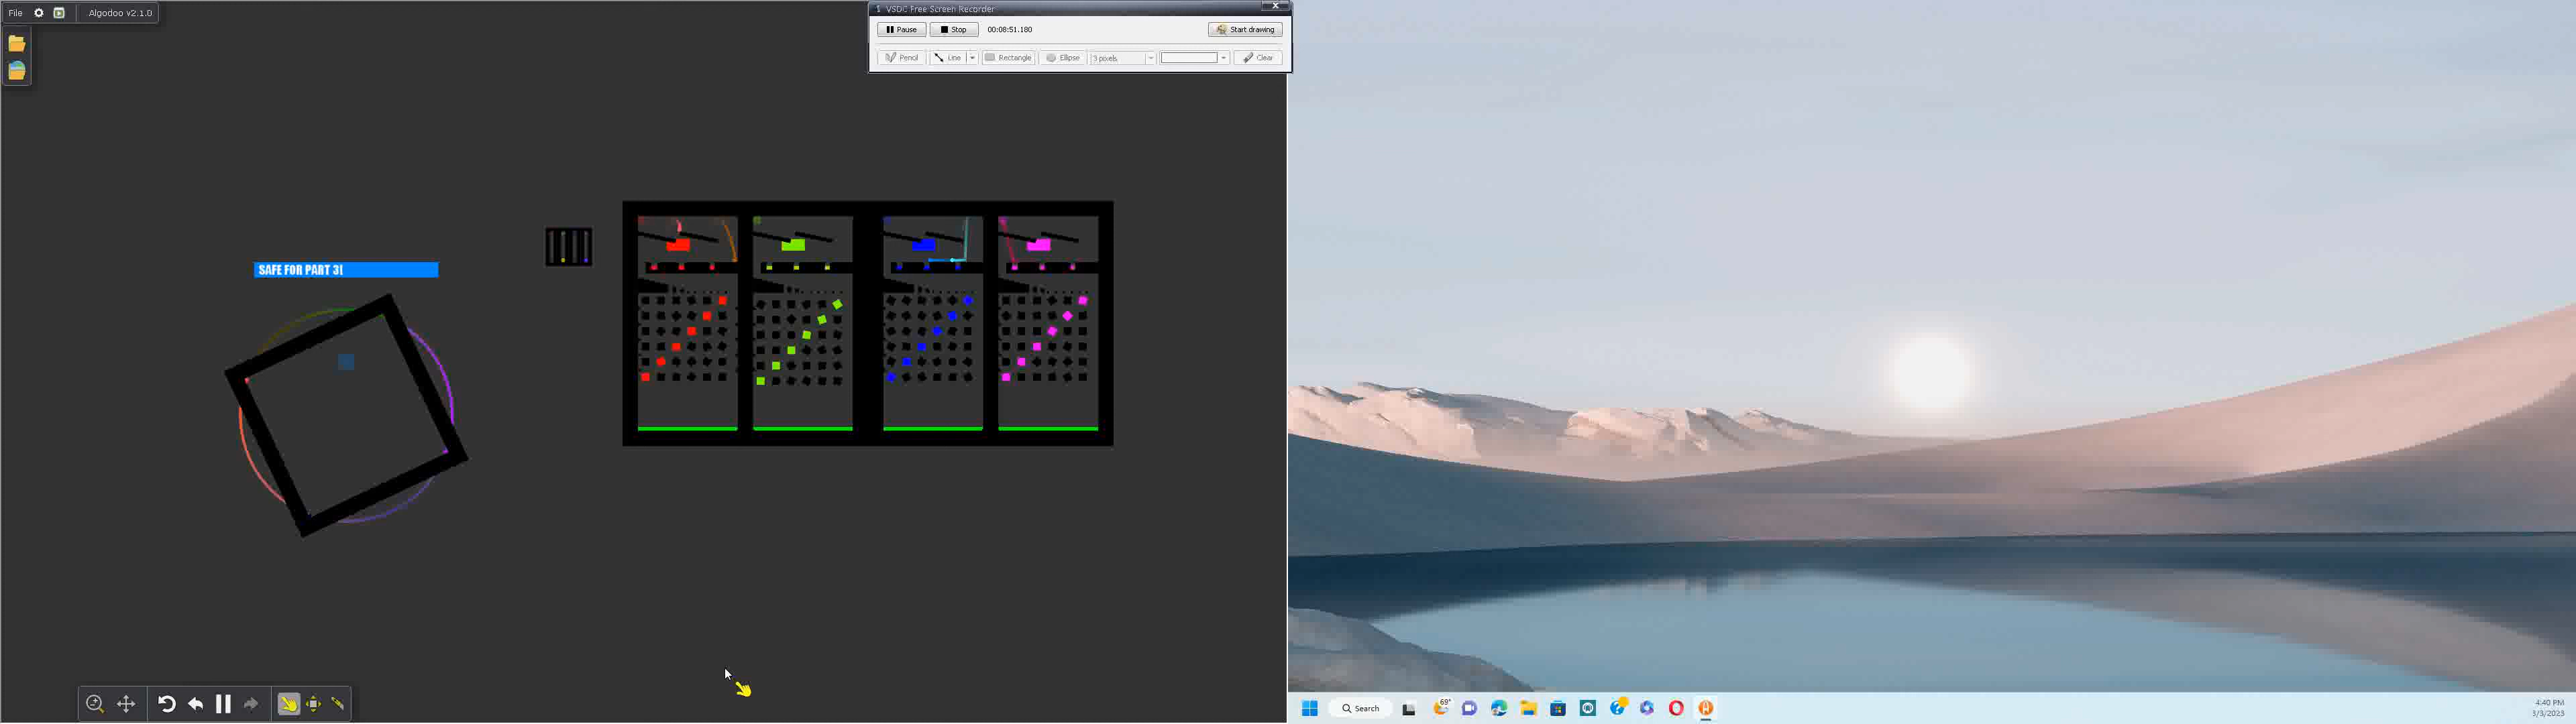 File Algodoo v2.1.0
VSDC Free Screen Recorder
Pause Stop 00:08:51.180 Start drawing
Pencil Line Rectangle Ellipse 3 pixels Clear
SAFE FOR PART 3!
69°
Search
4:40 PM
3/3/2023